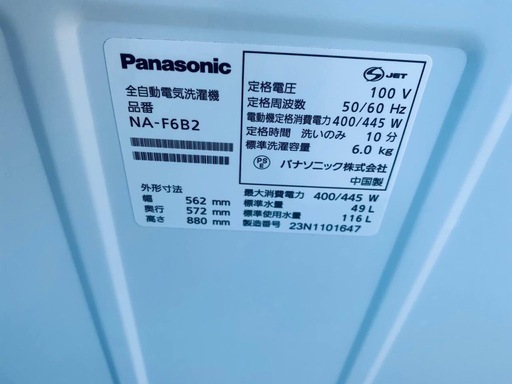 Panasonic
全自動電気洗濯機
品番
NA-F6B2
外形寸法
幅 562 mm
奥行 572 mm
高さ 880 mm
S JET
定格電圧 100 V
定格周波数 50/60 Hz
電動機定格消費電力 400/445 W
定格時間 洗いのみ 10 分
標準洗濯容量 6.0 kg
PS E パナソニック株式会社
中国製
最大消費電力 400/445 W
標準水量 49 L
標準使用水量 116 L
製造番号 23N1101647